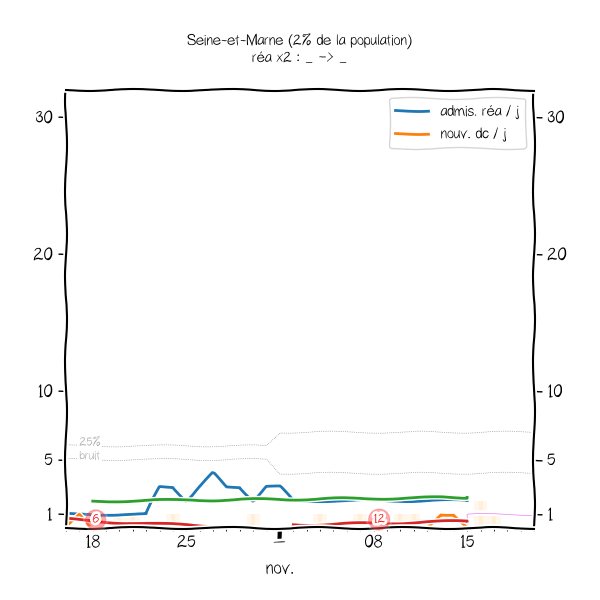 Seine-et-Marne (2% de la population)
réa x2 : _ -> _
admis. réa / j
nouv. dc / j
30
30
20
20
10
10
25%
bruit
5
5
1
1
6
12
18
25
08
15
nov.